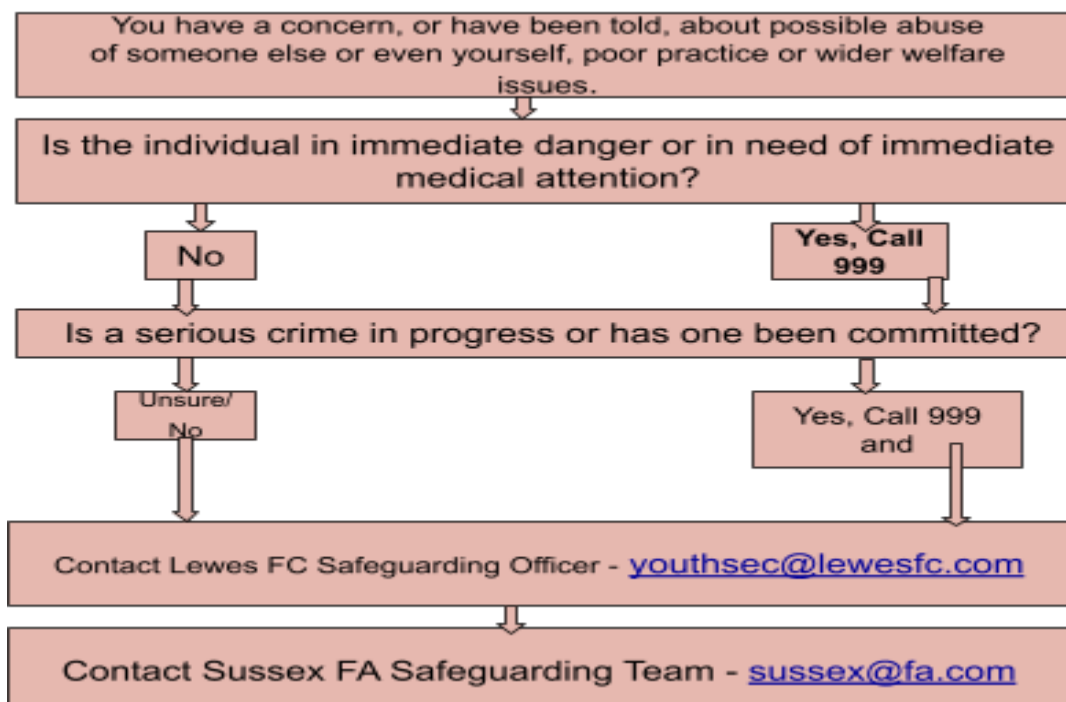 You have a concern, or have been told, about possible abuse
of someone else or even yourself, poor practice or wider welfare
issues.
Is the individual in immediate danger or in need of immediate
medical attention?
No
Yes, Call
999
Is a serious crime in progress or has one been committed?
Unsure/
No
Yes, Call 999
and
Contact Lewes FC Safeguarding Officer - youthsec@lewesfc.com
Contact Sussex FA Safeguarding Team - sussex@fa.com